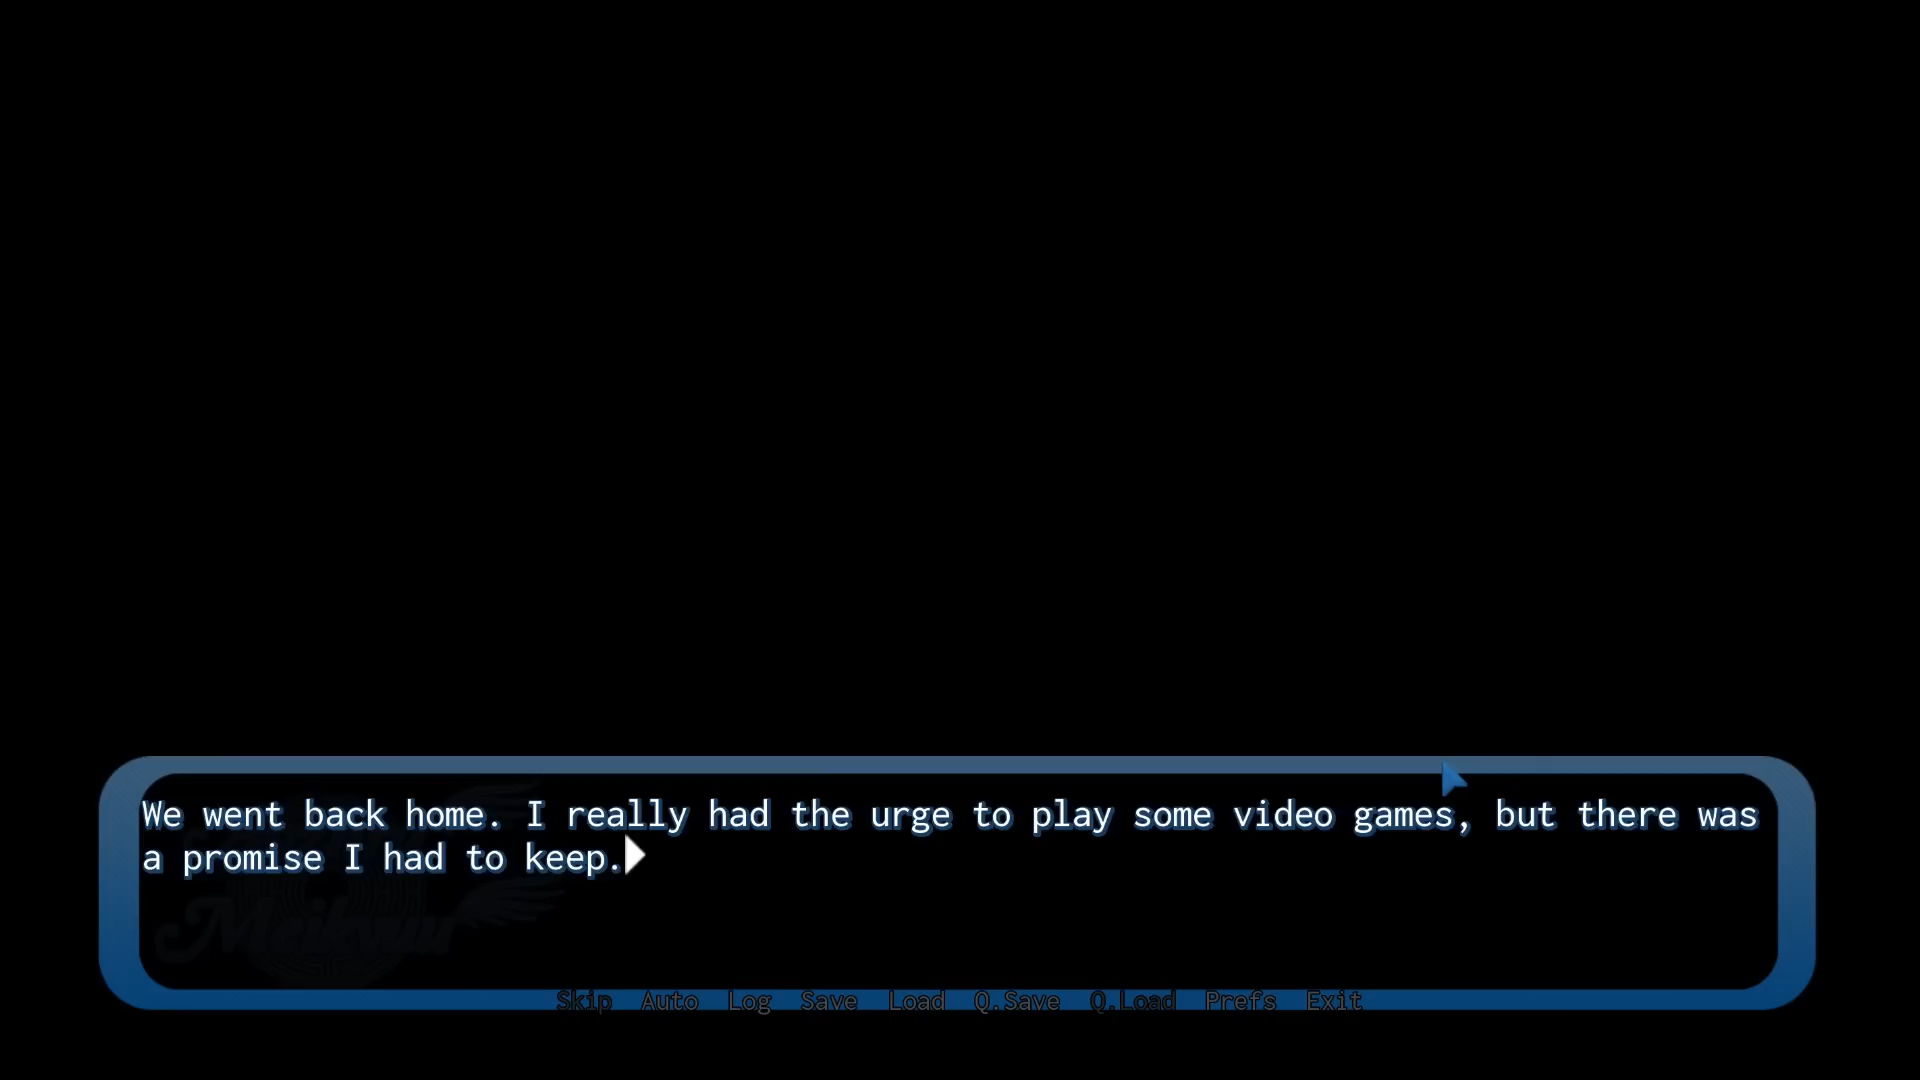 We went back home. I really had the urge to play some video games, but there was
a promise I had to keep.
Skip Auto Log Save Load Q.Save Q.Load Prefs Exit